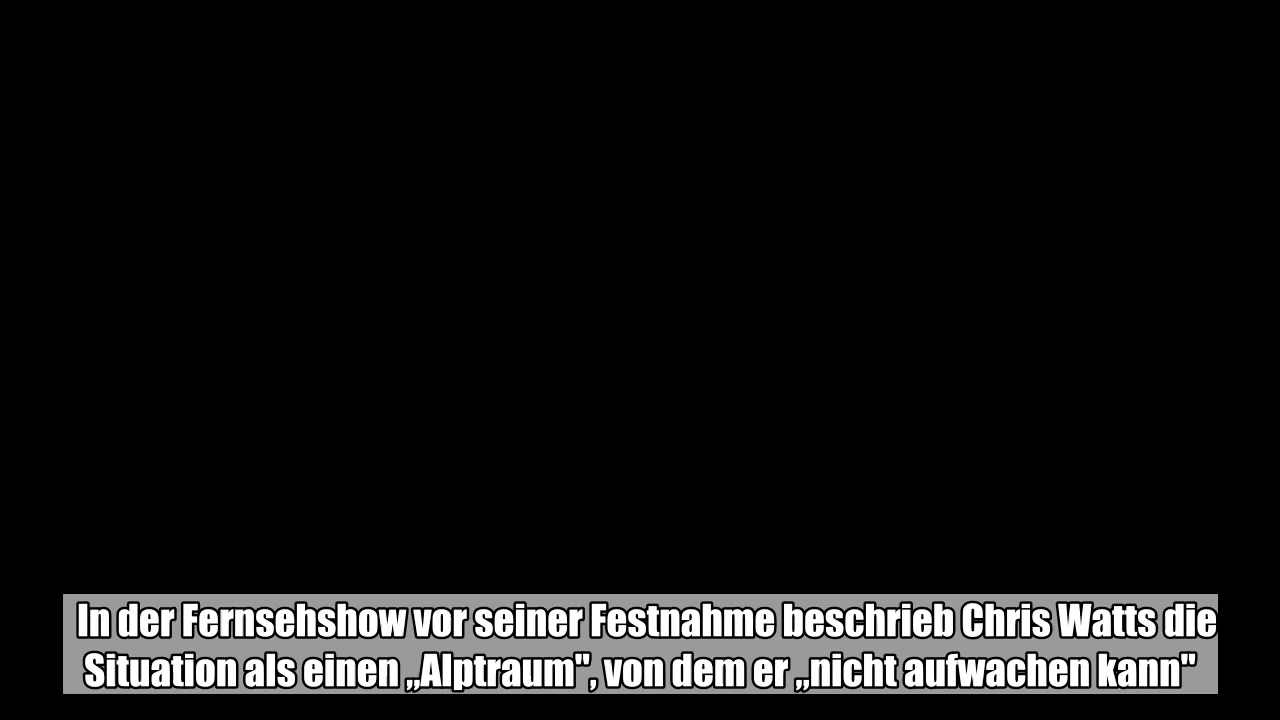 In der Fernsehshow vor seiner Festnahme beschrieb Chris Watts die
Situation als einen „Alptraum", von dem er „nicht aufwachen kann"